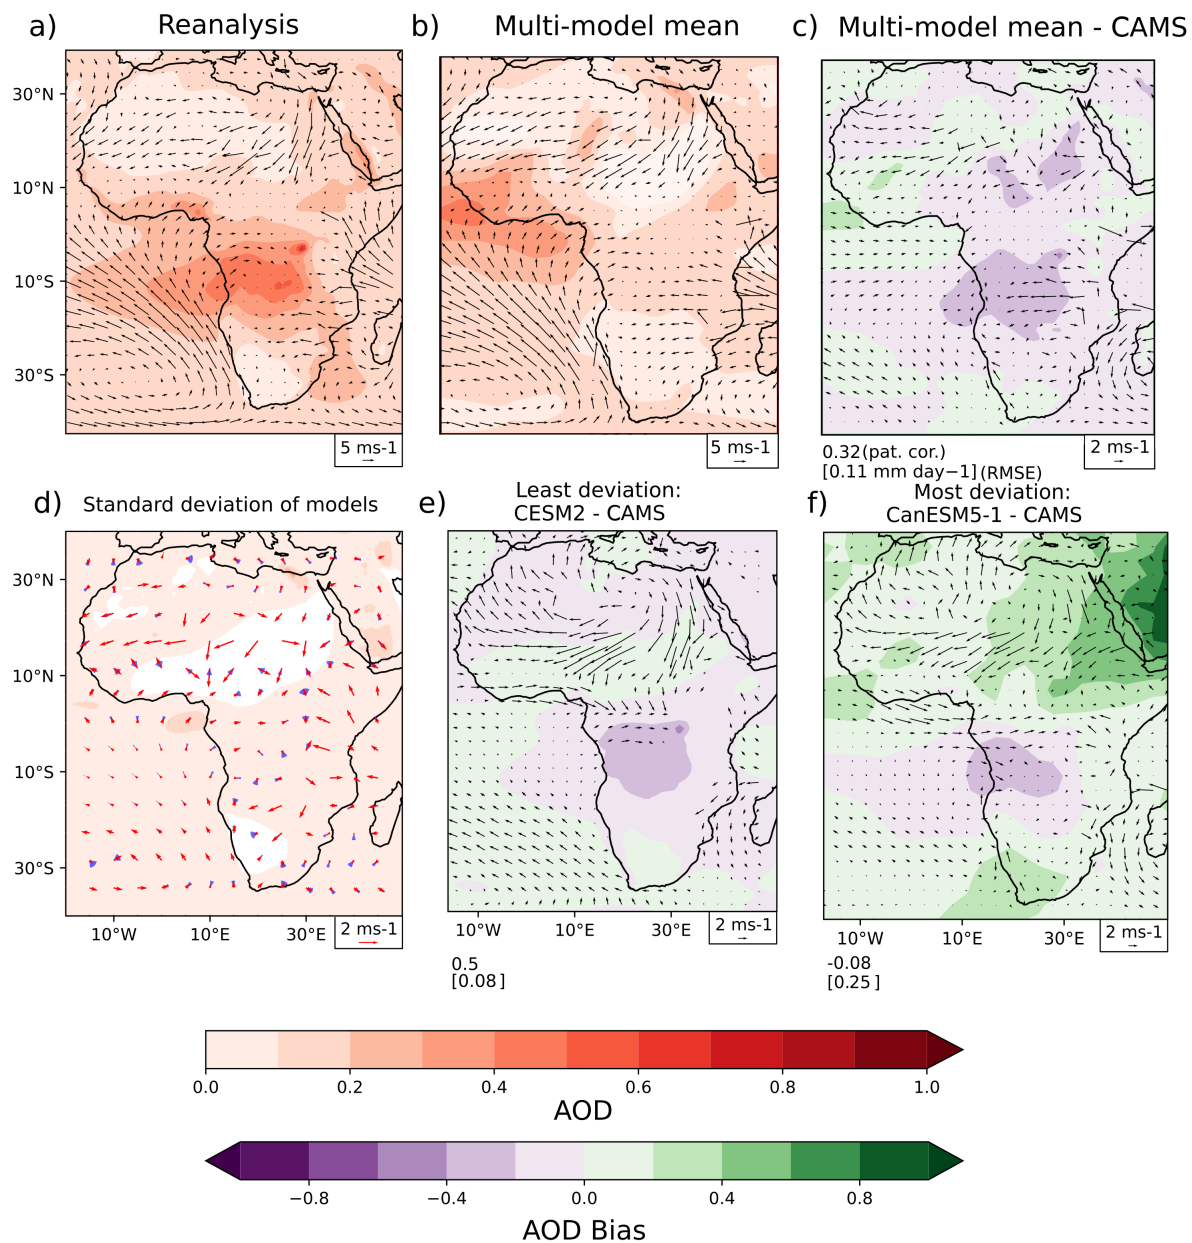 a) Reanalysis
b) Multi-model mean
c) Multi-model mean - CAMS
30°N
10°N
10°S
30°S
5 ms-1
5 ms-1
2 ms-1
0.32(pat. cor.)
[0.11 mm day−1](RMSE)
d) Standard deviation of models
e) Least deviation:
CESM2 - CAMS
f) Most deviation:
CanESM5-1 - CAMS
30°N
10°N
10°S
30°S
10°W 10°E 30°E 2 ms-1
10°W 10°E 30°E 2 ms-1
10°W 10°E 30°E 2 ms-1
0.5
[0.08]
-0.08
[0.25]
0.0 0.2 0.4 0.6 0.8 1.0
AOD
−0.8 −0.4 0.0 0.4 0.8
AOD Bias